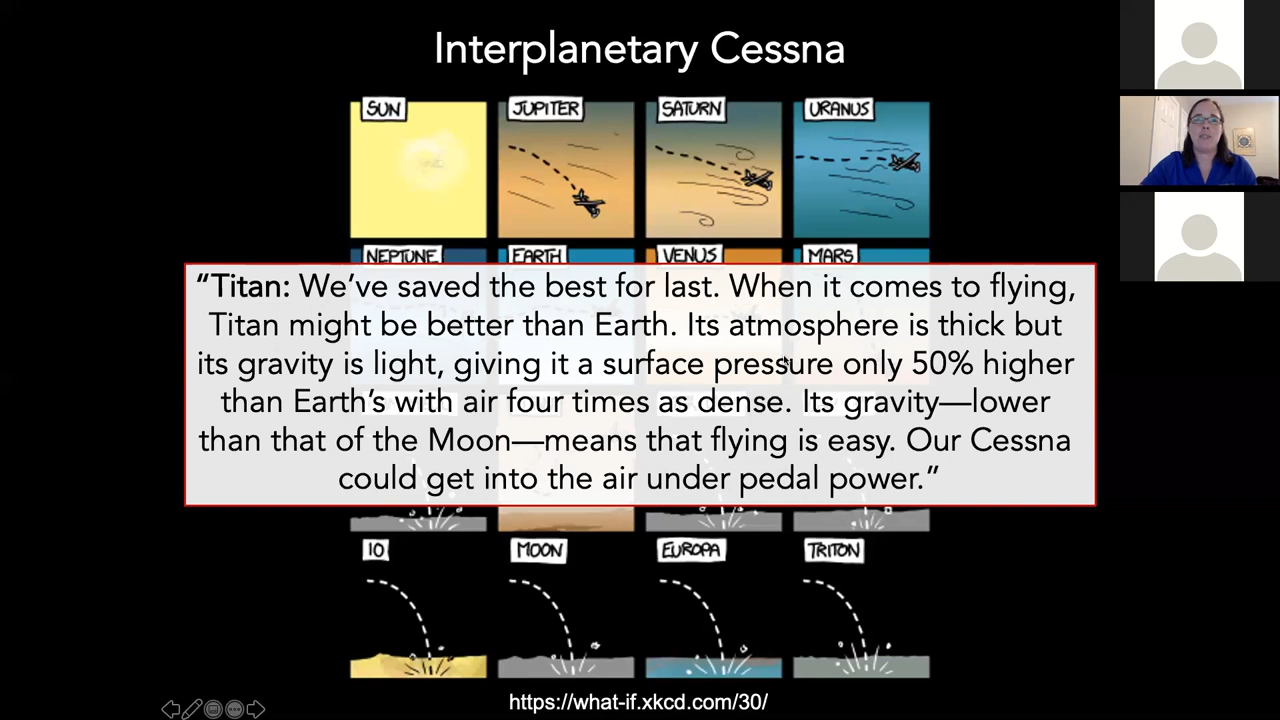 Interplanetary Cessna
SUN
JUPITER
SATURN
URANUS
NEPTUNE
EARTH
VENUS
MARS
“Titan: We’ve saved the best for last. When it comes to flying,
Titan might be better than Earth. Its atmosphere is thick but
its gravity is light, giving it a surface pressure only 50% higher
than Earth’s with air four times as dense. Its gravity—lower
than that of the Moon—means that flying is easy. Our Cessna
could get into the air under pedal power.”
IO
MOON
EUROPA
TRITON
https://what-if.xkcd.com/30/